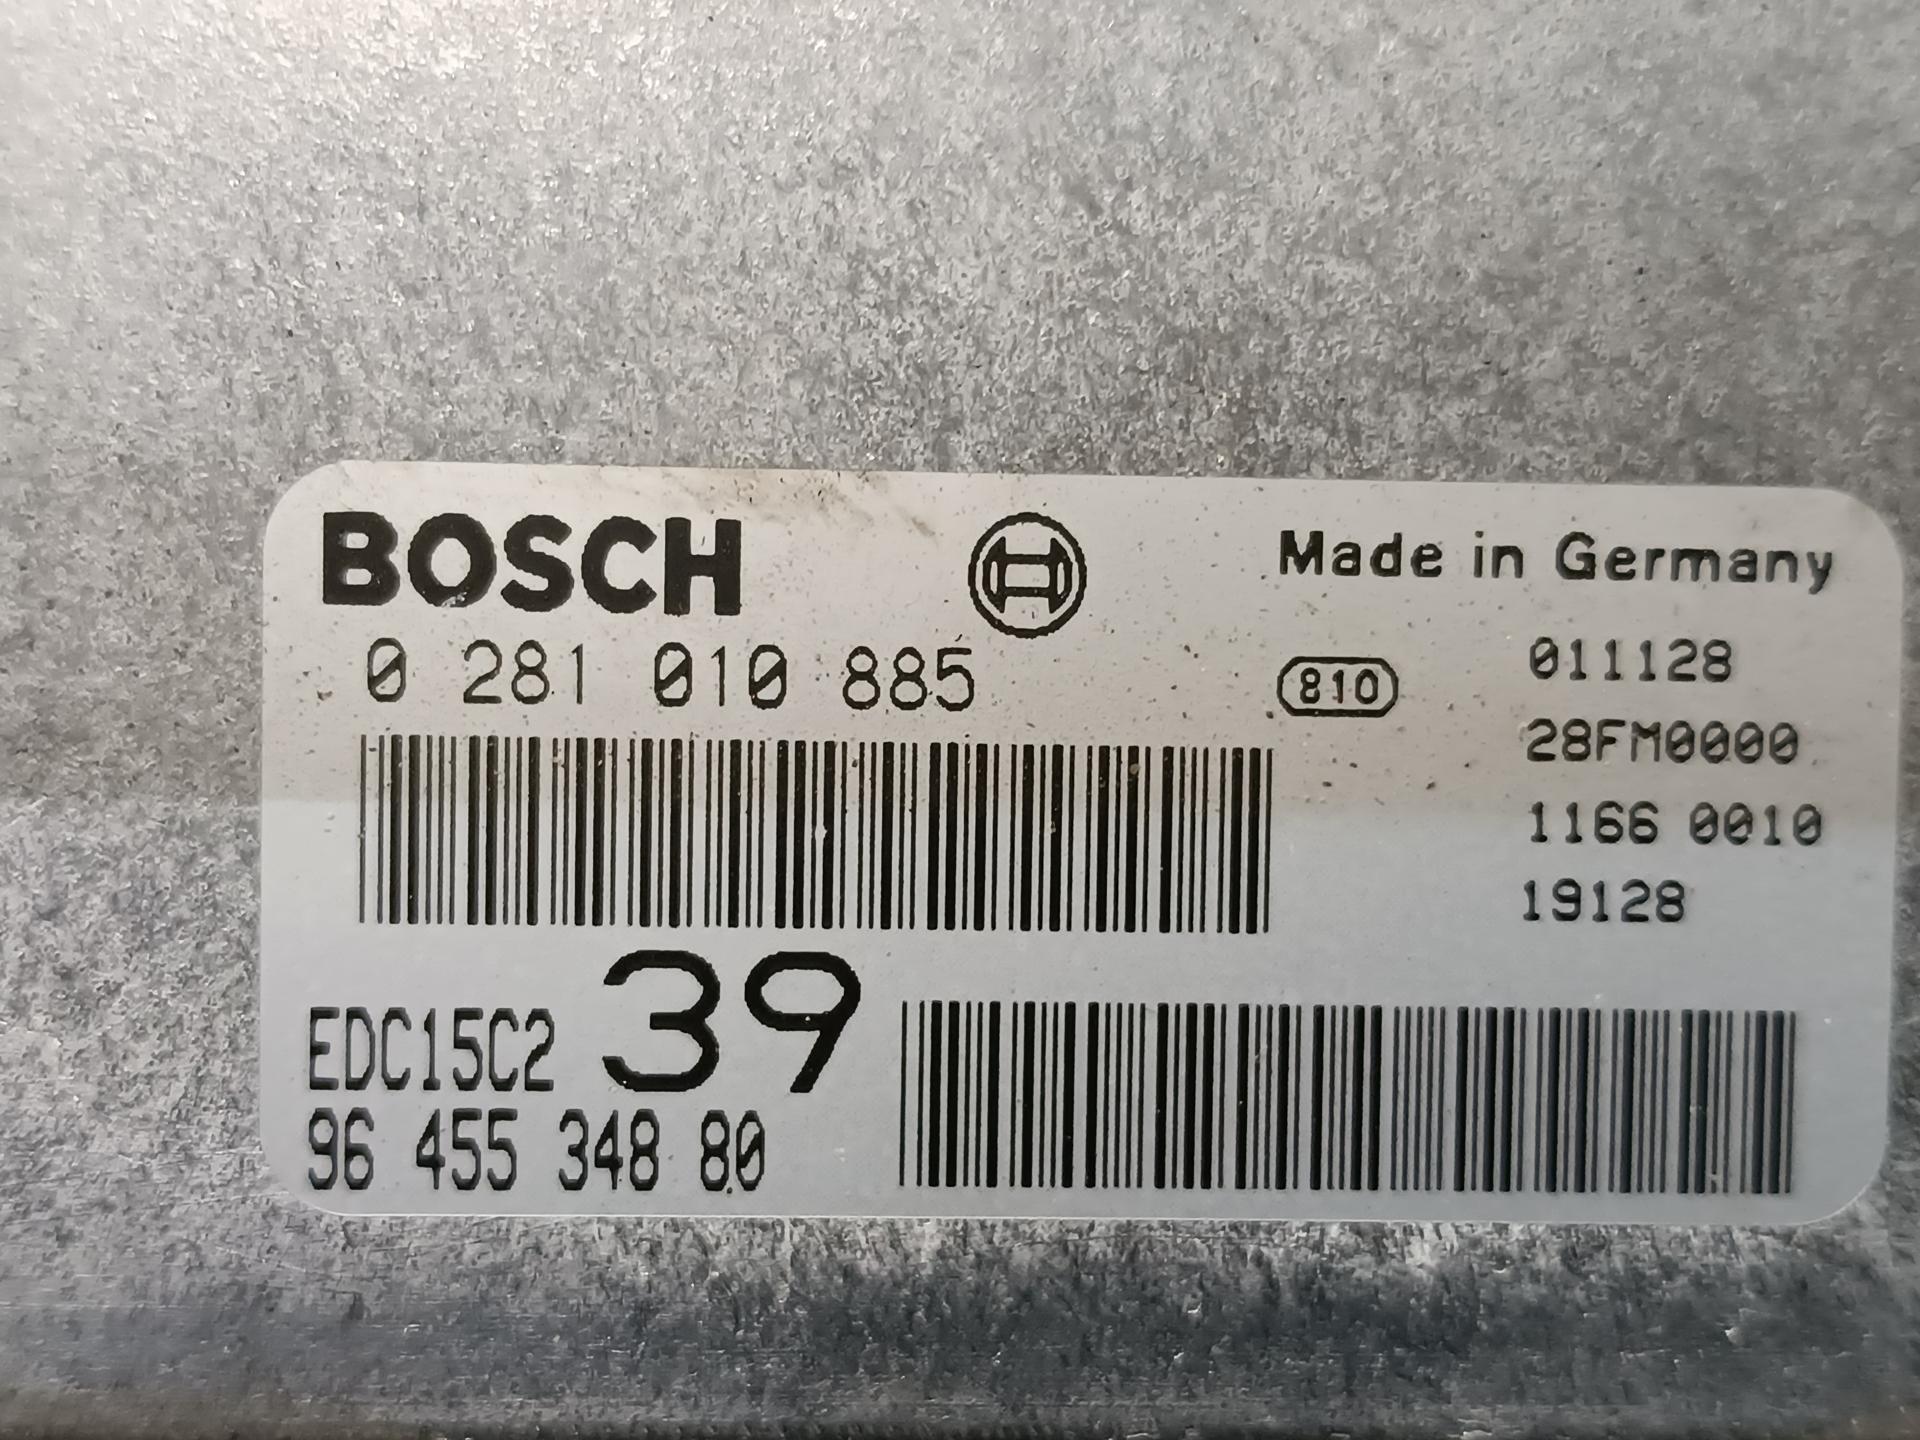 BOSCH
Made in Germany
0 281 010 885
810
011128
28FM0000
1166 0010
19128
EDC15C2
39
96 455 348 80